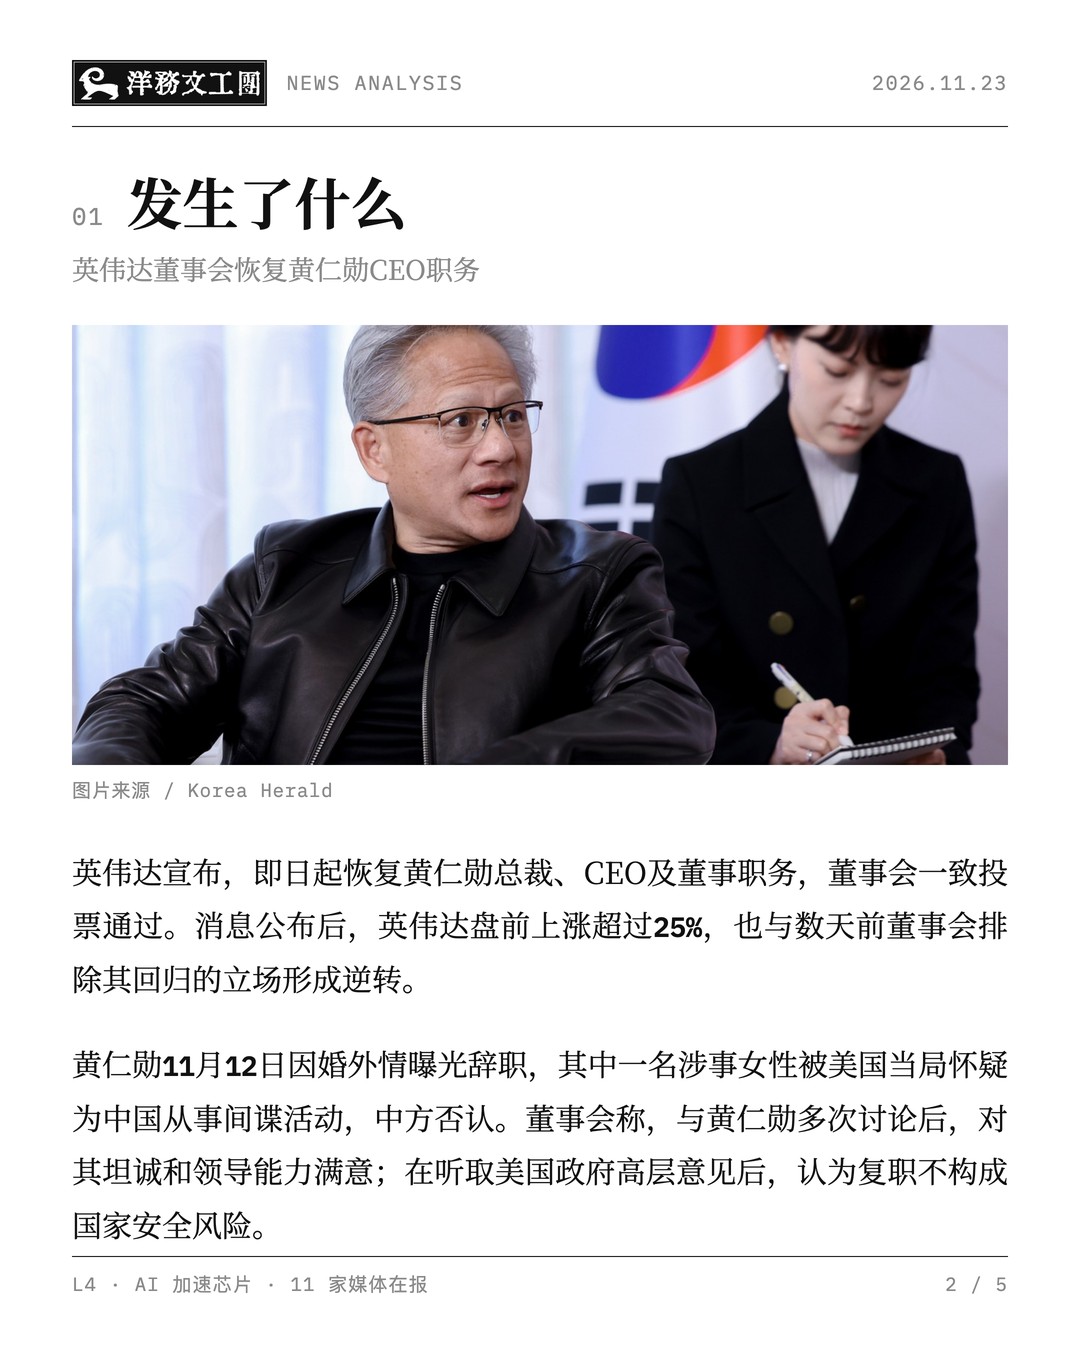 洋務文工團
NEWS ANALYSIS
2026.11.23
01 发生了什么
英伟达董事会恢复黄仁勋CEO职务
图片来源 / Korea Herald
英伟达宣布，即日起恢复黄仁勋总裁、CEO及董事职务，董事会一致投
票通过。消息公布后，英伟达盘前上涨超过25%，也与数天前董事会排
除其回归的立场形成逆转。
黄仁勋11月12日因婚外情曝光辞职，其中一名涉事女性被美国当局怀疑
为中国从事间谍活动，中方否认。董事会称，与黄仁勋多次讨论后，对
其坦诚和领导能力满意；在听取美国政府高层意见后，认为复职不构成
国家安全风险。
L4 · AI 加速芯片 · 11 家媒体在报
2 / 5